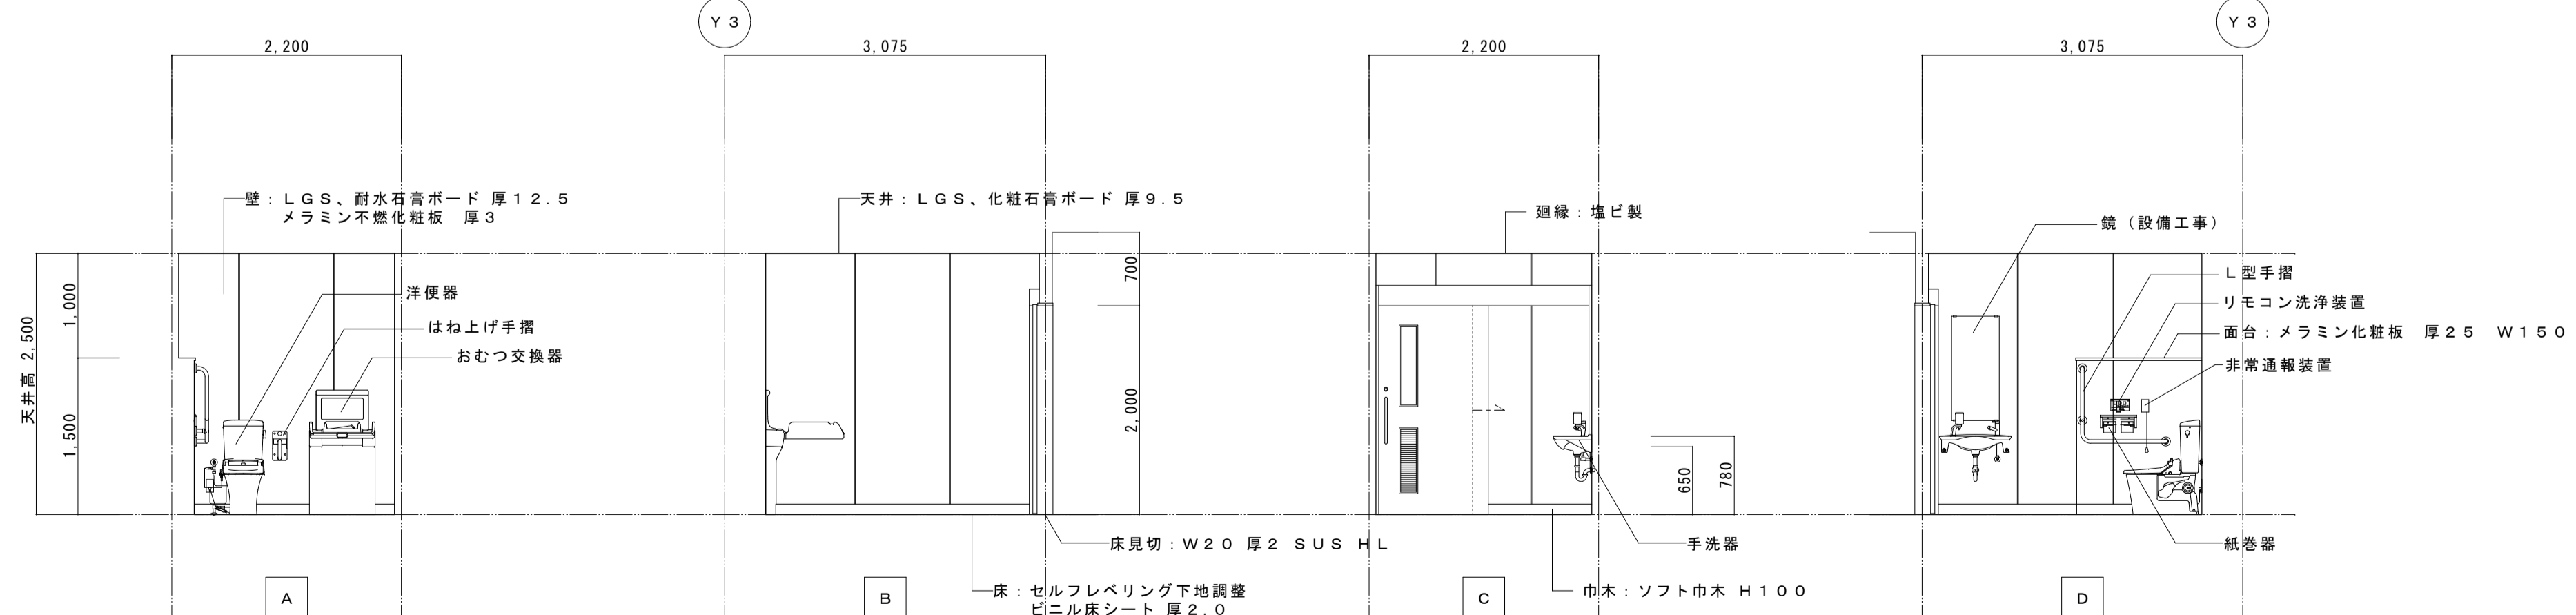 Y3
Y3
2,200
3,075
2,200
3,075
壁：LGS、耐水石膏ボード 厚12.5
メラミン不燃化粧板 厚3
天井：LGS、化粧石膏ボード 厚9.5
廻縁：塩ビ製
鏡（設備工事）
天井高 2,500
1,000
1,500
洋便器
はね上げ手摺
おむつ交換器
700
2,000
650
780
L型手摺
リモコン洗浄装置
面台：メラミン化粧板 厚25 W150
非常通報装置
床見切：W20 厚2 SUS HL
手洗器
紙巻器
床：セルフレベリング下地調整
ビニル床シート 厚2.0
巾木：ソフト巾木 H100
A
B
C
D